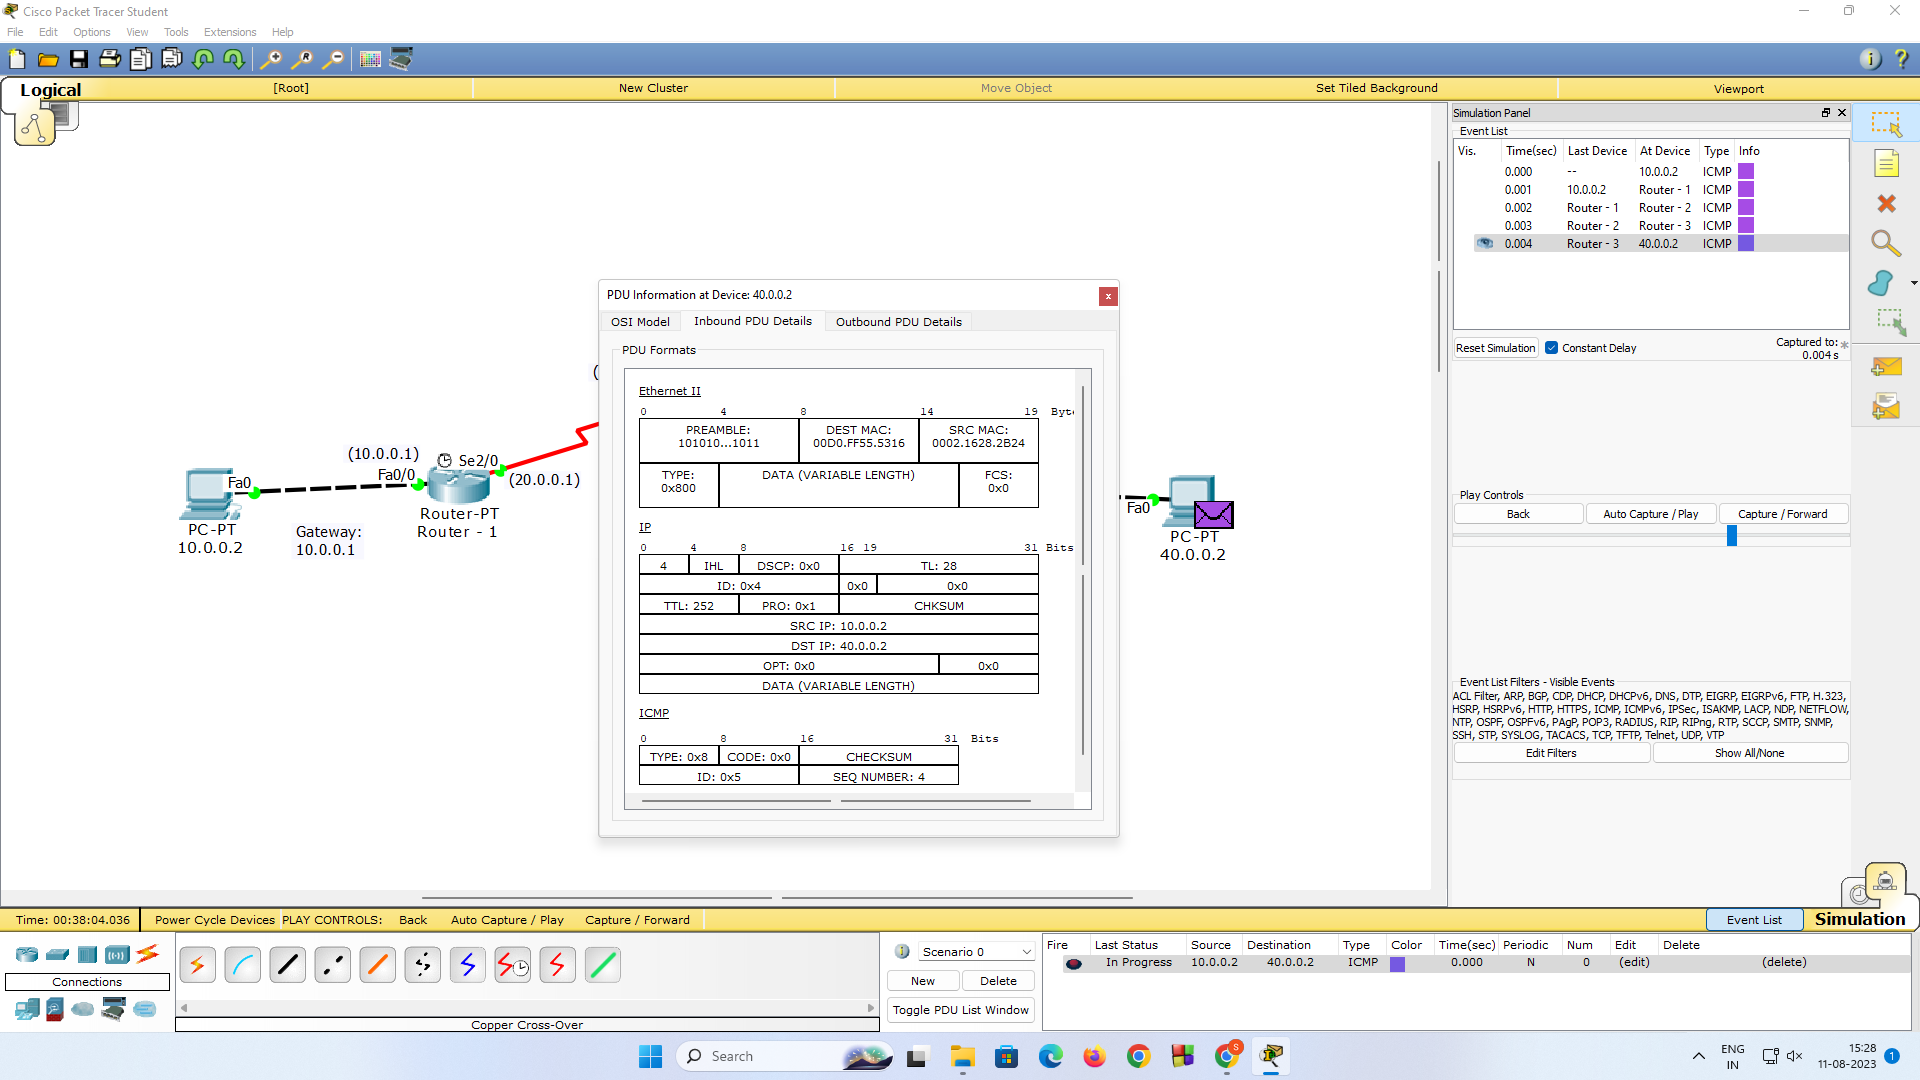 Cisco Packet Tracer Student
File Edit Options View Tools Extensions Help
Logical [Root] New Cluster Move Object Set Tiled Background Viewport
Simulation Panel
Event List
Vis. Time(sec) Last Device At Device Type Info
0.000 -- 10.0.0.2 ICMP
0.001 10.0.0.2 Router - 1 ICMP
0.002 Router - 1 Router - 2 ICMP
0.003 Router - 2 Router - 3 ICMP
0.004 Router - 3 40.0.0.2 ICMP
Reset Simulation Constant Delay Captured to: *
0.004 s
Play Controls
Back Auto Capture / Play Capture / Forward
Event List Filters - Visible Events
ACL Filter, ARP, BGP, CDP, DHCP, DHCPv6, DNS, DTP, EIGRP, EIGRPv6, FTP, H.323,
HSRP, HSRPv6, HTTP, HTTPS, ICMP, ICMPv6, IPSec, ISAKMP, LACP, NDP, NETFLOW,
NTP, OSPF, OSPFv6, PAgP, POP3, RADIUS, RIP, RIPng, RTP, SCCP, SMTP, SNMP,
SSH, STP, SYSLOG, TACACS, TCP, TFTP, Telnet, UDP, VTP
Edit Filters Show All/None
(10.0.0.1)
Fa0 Fa0/0 Se2/0
(20.0.0.1)
PC-PT
10.0.0.2
Gateway:
10.0.0.1
Router-PT
Router - 1
(
PDU Information at Device: 40.0.0.2 x
OSI Model Inbound PDU Details Outbound PDU Details
PDU Formats
Ethernet II
0 4 8 14 19 Byte
PREAMBLE: DEST MAC: SRC MAC:
101010...1011 00D0.FF55.5316 0002.1628.2B24
TYPE: DATA (VARIABLE LENGTH) FCS:
0x800 0x0
IP
0 4 8 16 19 31 Bits
4 IHL DSCP: 0x0 TL: 28
ID: 0x4 0x0 0x0
TTL: 252 PRO: 0x1 CHKSUM
SRC IP: 10.0.0.2
DST IP: 40.0.0.2
OPT: 0x0 0x0
DATA (VARIABLE LENGTH)
ICMP
0 8 16 31 Bits
TYPE: 0x8 CODE: 0x0 CHECKSUM
ID: 0x5 SEQ NUMBER: 4
Fa0
PC-PT
40.0.0.2
Time: 00:38:04.036 Power Cycle Devices PLAY CONTROLS: Back Auto Capture / Play Capture / Forward Event List Simulation
Connections
Copper Cross-Over
Scenario 0
New Delete
Toggle PDU List Window
Fire Last Status Source Destination Type Color Time(sec) Periodic Num Edit Delete
In Progress 10.0.0.2 40.0.0.2 ICMP 0.000 N 0 (edit) (delete)
Search
S
ENG
IN
15:28
11-08-2023
1